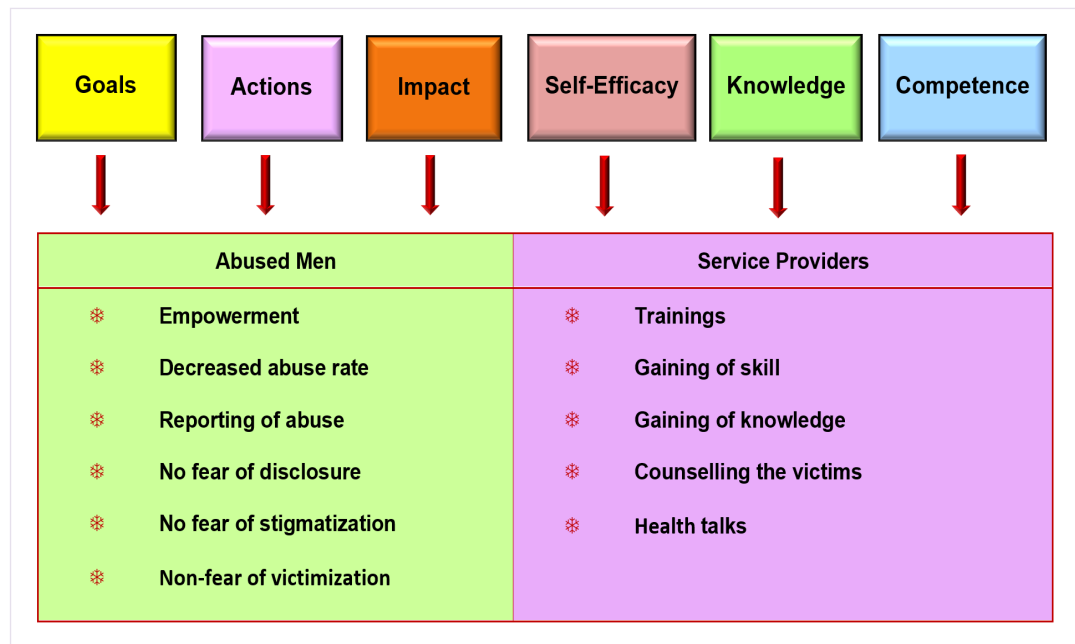 Goals
Actions
Impact
Self-Efficacy
Knowledge
Competence
Abused Men
Service Providers
Empowerment
Decreased abuse rate
Reporting of abuse
No fear of disclosure
No fear of stigmatization
Non-fear of victimization
Trainings
Gaining of skill
Gaining of knowledge
Counselling the victims
Health talks